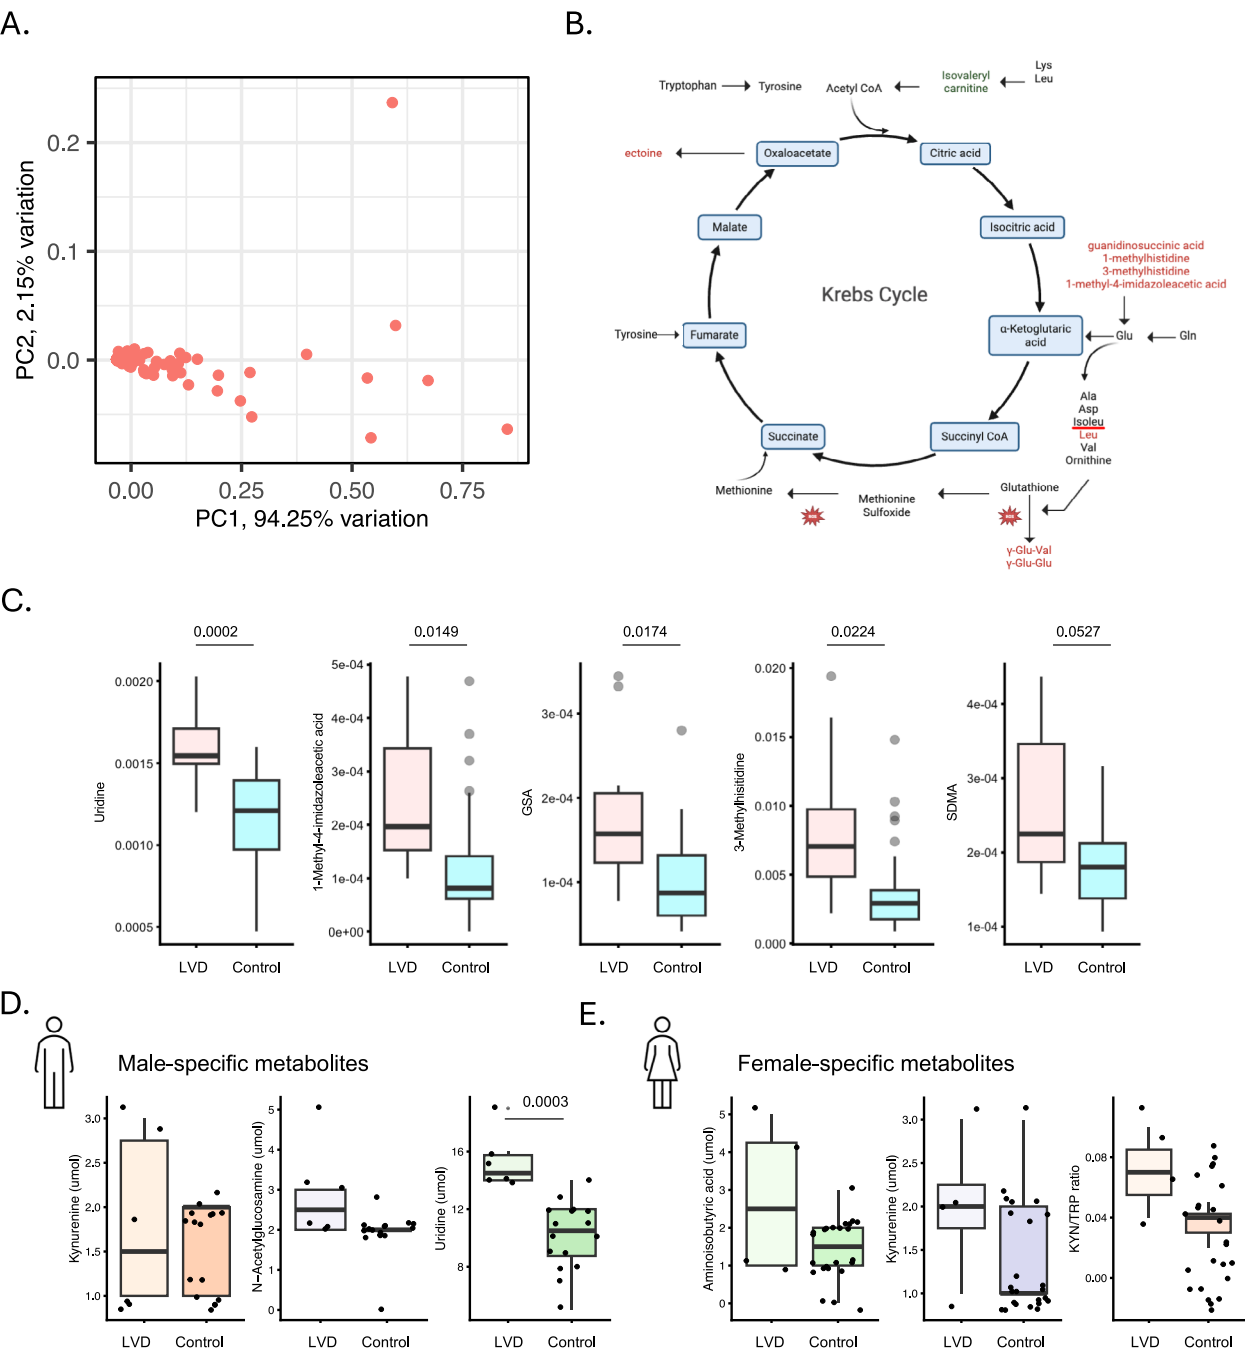 A.
PC2, 2.15% variation
0.2
0.1
0.0
0.00
0.25
0.50
0.75
PC1, 94.25% variation
B.
Tryptophan
Tyrosine
Acetyl CoA
Isovaleryl
carnitine
Lys
Leu
ectoine
Oxaloacetate
Citric acid
Malate
Isocitric acid
guanidinosuccinic acid
1-methylhistidine
3-methylhistidine
1-methyl-4-imidazoleacetic acid
Krebs Cycle
Tyrosine
Fumarate
α-Ketoglutaric
acid
Glu
Gln
Ala
Asp
Isoleu
Leu
Val
Ornithine
Succinate
Succinyl CoA
Methionine
Methionine
Sulfoxide
Glutathione
γ-Glu-Val
γ-Glu-Glu
C.
0.0002
Uridine
0.0020
0.0015
0.0010
0.0005
LVD
Control
0.0149
1-Methyl-4-imidazoleacetic acid
5e-04
4e-04
3e-04
2e-04
1e-04
0e+00
LVD
Control
0.0174
GSA
3e-04
2e-04
1e-04
LVD
Control
0.0224
3-Methylhisitidine
0.020
0.015
0.010
0.005
0.000
LVD
Control
0.0527
SDMA
4e-04
3e-04
2e-04
1e-04
LVD
Control
D.
Male-specific metabolites
Kynurenine (umol)
3.0
2.5
2.0
1.5
1.0
LVD
Control
N−Acetylglucosamine (umol)
5
4
3
2
1
0
LVD
Control
0.0003
Uridine (umol)
16
12
8
LVD
Control
E.
Female-specific metabolites
Aminoisobutyric acid (umol)
5
4
3
2
1
0
LVD
Control
Kynurenine (umol)
3.0
2.5
2.0
1.5
1.0
LVD
Control
KYN/TRP ratio
0.08
0.04
0.00
LVD
Control